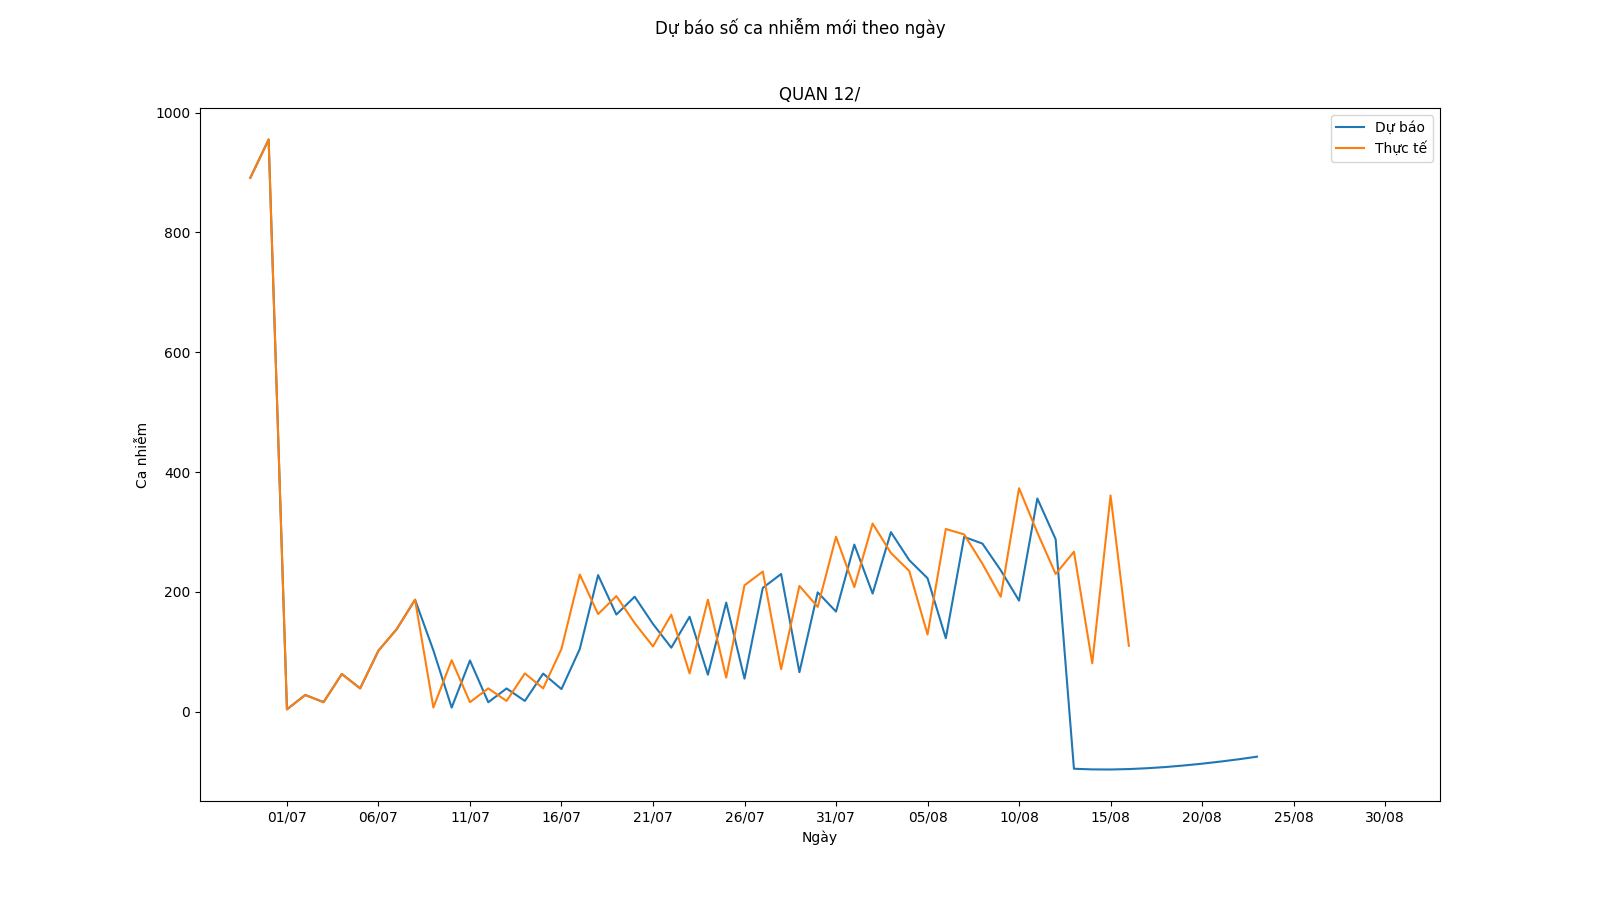 Dự báo số ca nhiễm mới theo ngày
QUAN 12/
Dự báo
Thực tế
1000
800
600
400
200
0
Ca nhiễm
01/07 06/07 11/07 16/07 21/07 26/07 31/07 05/08 10/08 15/08 20/08 25/08 30/08
Ngày